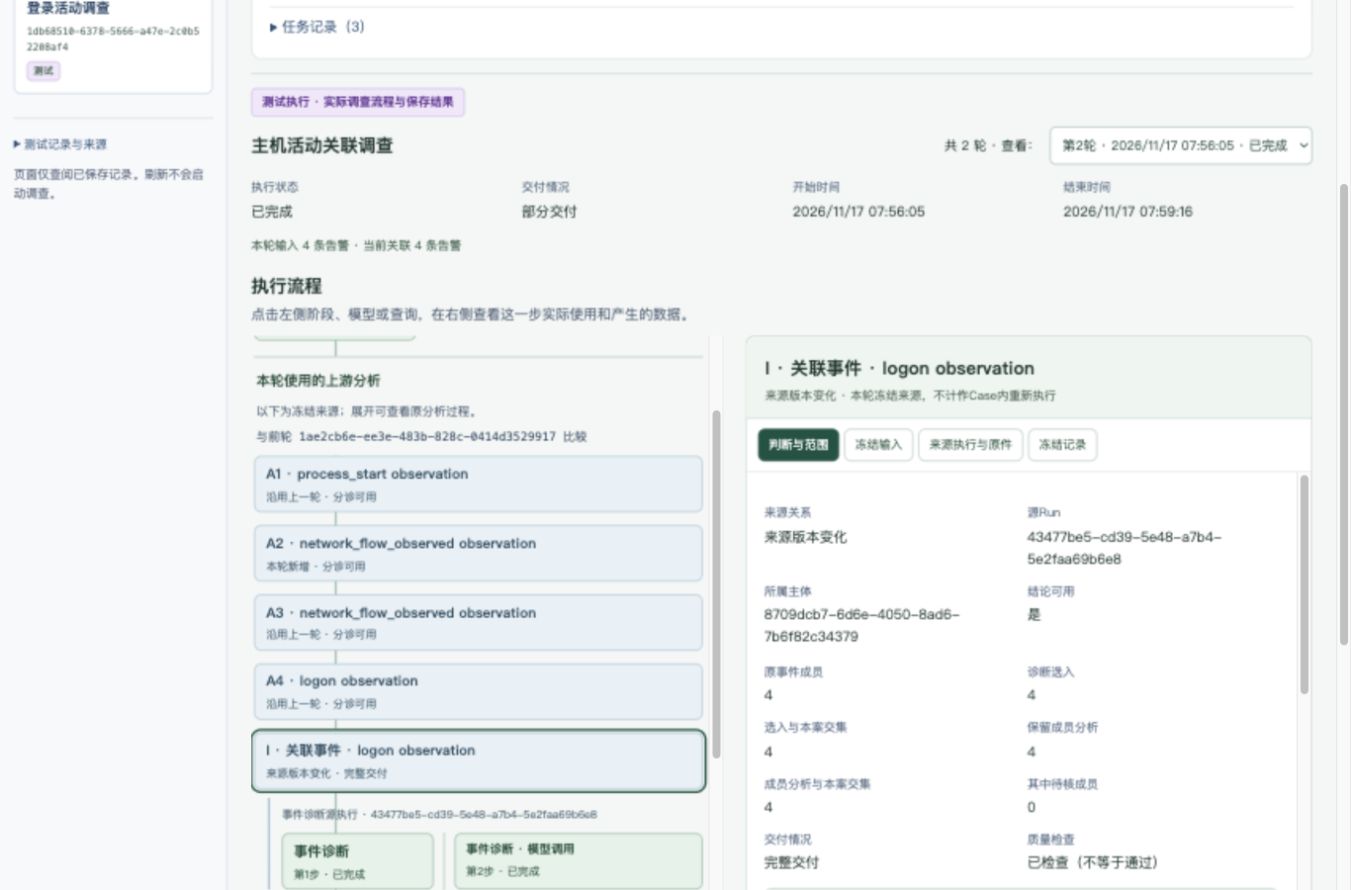 登录活动调查
1db68510-6378-5666-a47e-2c0b5
2208af4
测试
▶ 测试记录与来源
页面仅查阅已保存记录。刷新不会启
动调查。
▶ 任务记录（3）
测试执行 · 实际调查流程与保存结果
主机活动关联调查
共 2 轮 · 查看：
第2轮 · 2026/11/17 07:56:05 · 已完成
执行状态
交付情况
开始时间
结束时间
已完成
部分交付
2026/11/17 07:56:05
2026/11/17 07:59:16
本轮输入 4 条告警 · 当前关联 4 条告警
执行流程
点击左侧阶段、模型或查询，在右侧查看这一步实际使用和产生的数据。
本轮使用的上游分析
以下为冻结来源；展开可查看原分析过程。
与前轮 1ae2cb6e-ee3e-483b-828c-0414d3529917 比较
A1 · process_start observation
沿用上一轮 · 分诊可用
A2 · network_flow_observed observation
本轮新增 · 分诊可用
A3 · network_flow_observed observation
沿用上一轮 · 分诊可用
A4 · logon observation
沿用上一轮 · 分诊可用
I · 关联事件 · logon observation
来源版本变化 · 完整交付
事件诊断源执行 · 43477be5-cd39-5e48-a7b4-5e2faa69b6e8
事件诊断
第1步 · 已完成
事件诊断 · 模型调用
第2步 · 已完成
I · 关联事件 · logon observation
来源版本变化 · 本轮冻结来源，不计作Case内重新执行
判断与范围
冻结输入
来源执行与原件
冻结记录
来源关系
源Run
来源版本变化
43477be5-cd39-5e48-a7b4-
5e2faa69b6e8
所属主体
结论可用
8709dcb7-6d6e-4050-8ad6-
7b6f82c34379
是
原事件成员
诊断选入
4
4
选入与本案交集
保留成员分析
4
4
成员分析与本案交集
其中待核成员
4
0
交付情况
质量检查
完整交付
已检查（不等于通过）